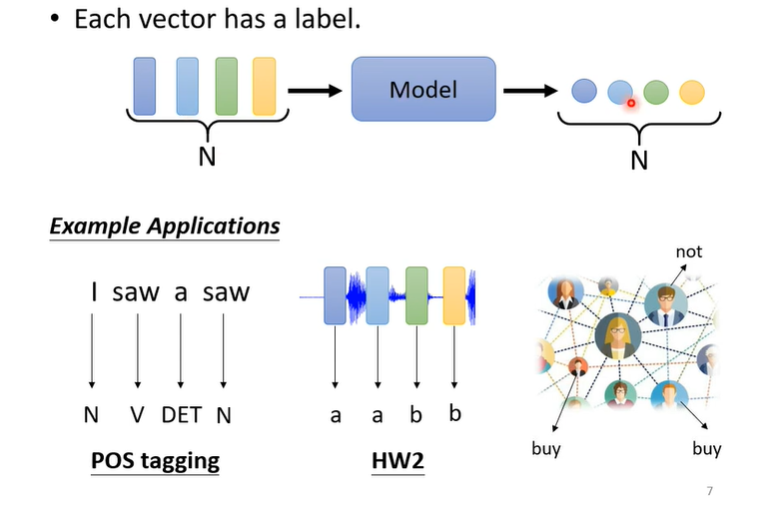 • Each vector has a label.
Model
N
N
Example Applications
I saw a saw
N V DET N
POS tagging
a a b b
HW2
not
buy
buy
7